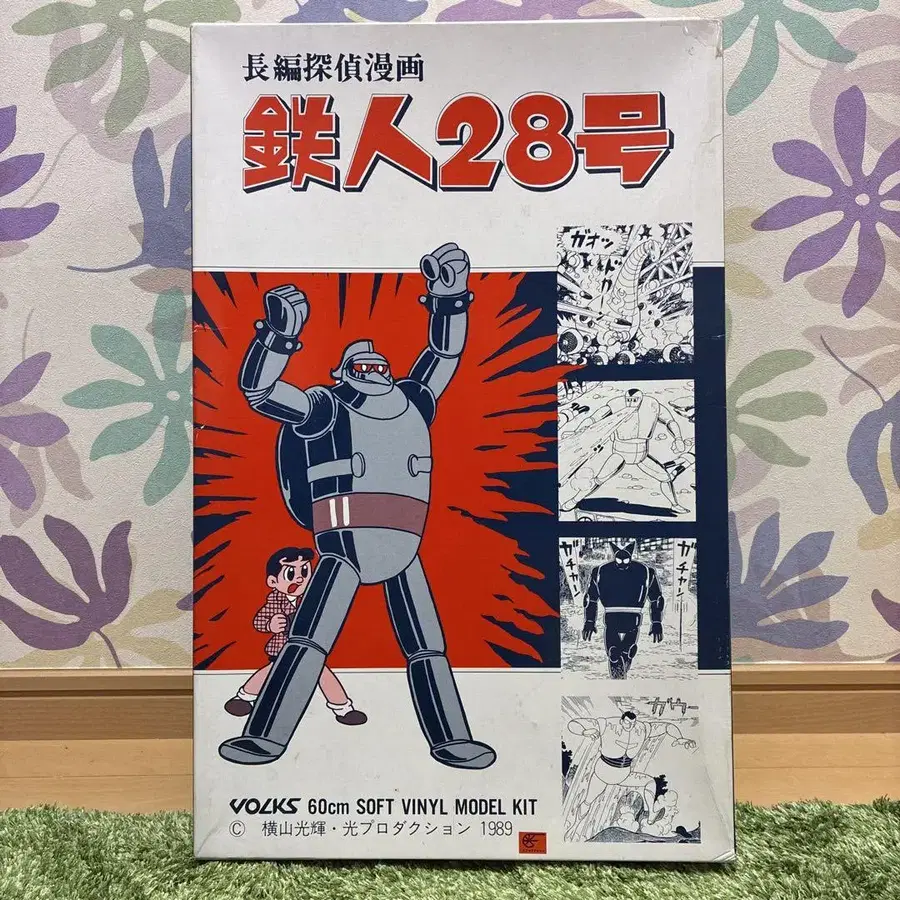 長編探偵漫画
鉄人28号
ガオッ
ガチャン
ガチャン
ガウー
VOLKS 60cm SOFT VINYL MODEL KIT
© 横山光輝・光プロダクション 1989